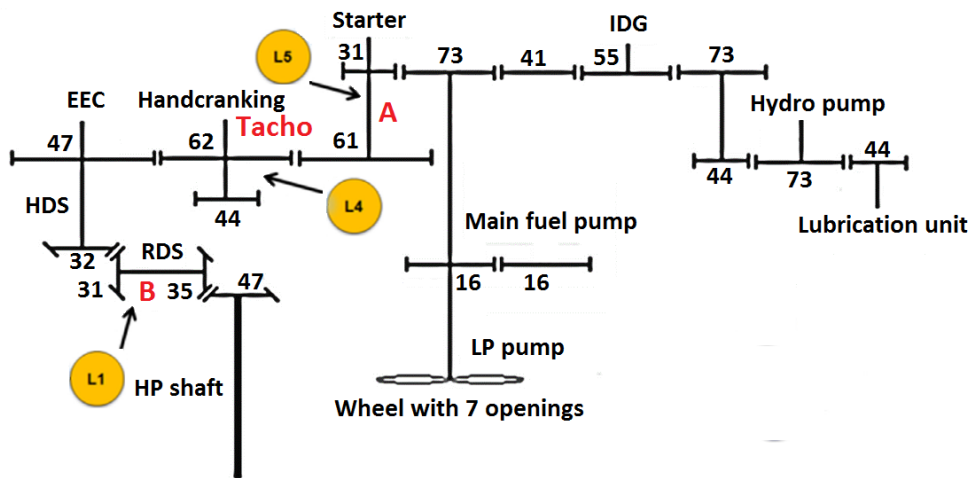 Starter
IDG
L5
31
73
41
55
73
EEC
Handcranking
Tacho
A
Hydro pump
47
62
61
44
44
73
HDS
44
L4
Main fuel pump
Lubrication unit
32
RDS
31
B
35
47
16
16
L1
HP shaft
LP pump
Wheel with 7 openings